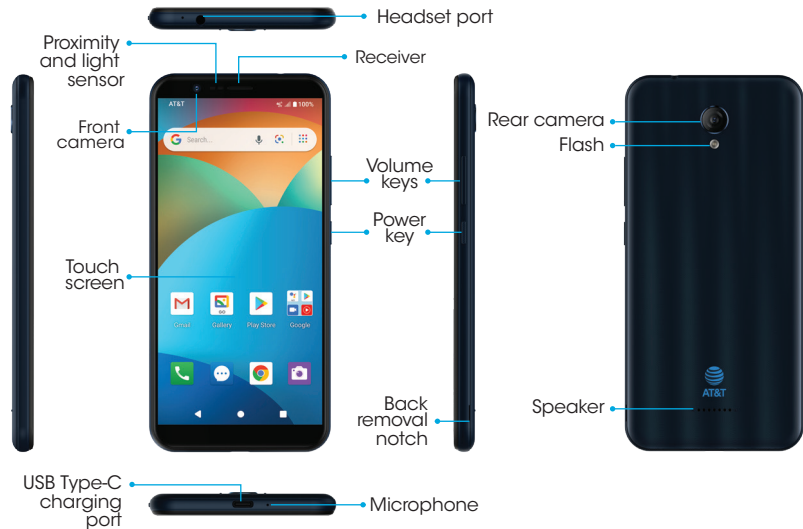 Headset port
Proximity
and light
sensor
Receiver
Front
camera
AT&T
100%
Search...
Volume
keys
Power
key
Touch
screen
GO
Gmail
Gallery
Play Store
Google
Back
removal
notch
Rear camera
Flash
AT&T
Speaker
USB Type-C
charging
port
Microphone